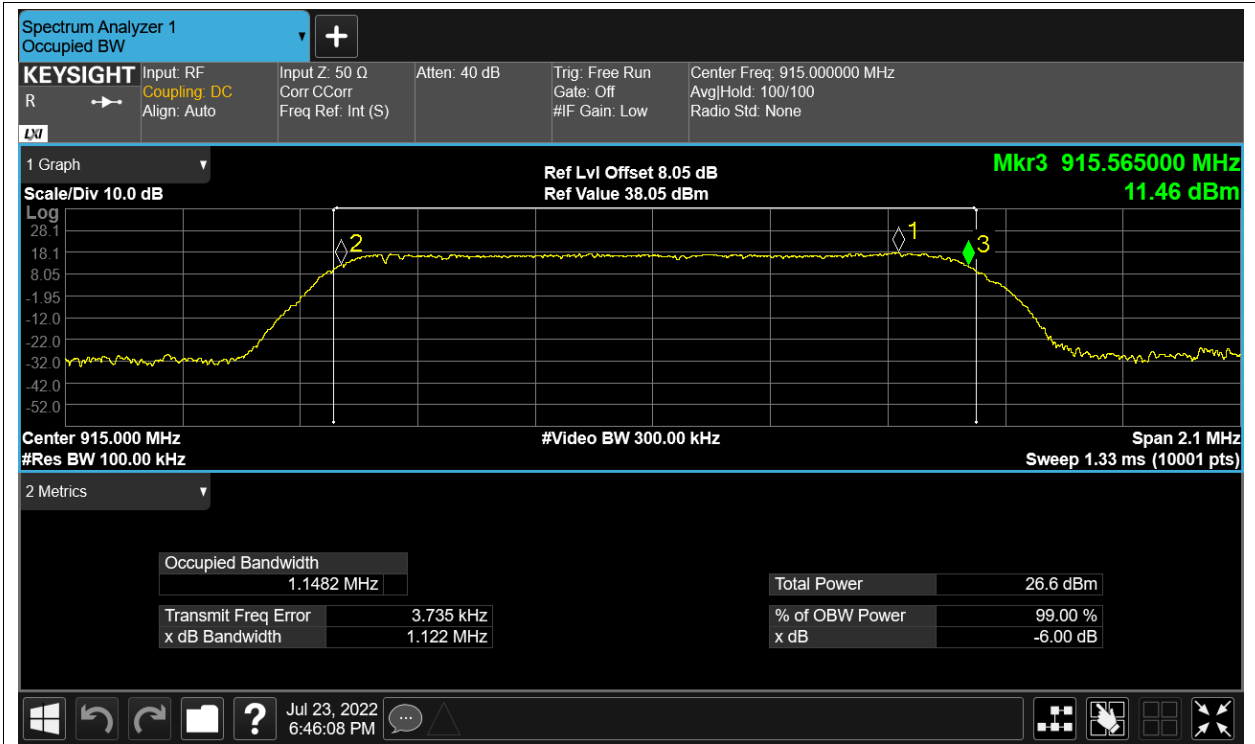 Spectrum Analyzer 1
Occupied BW
KEYSIGHT
R
LXI
Input: RF
Coupling: DC
Align: Auto
Input Z: 50 Ω
Corr CCorr
Freq Ref: Int (S)
Atten: 40 dB
Trig: Free Run
Gate: Off
#IF Gain: Low
Center Freq: 915.000000 MHz
Avg|Hold: 100/100
Radio Std: None
1 Graph
Scale/Div 10.0 dB
Ref Lvl Offset 8.05 dB
Ref Value 38.05 dBm
Mkr3 915.565000 MHz
11.46 dBm
Log
28.1
18.1
8.05
-1.95
-12.0
-22.0
-32.0
-42.0
-52.0
2
1
3
Center 915.000 MHz
#Video BW 300.00 kHz
Span 2.1 MHz
#Res BW 100.00 kHz
Sweep 1.33 ms (10001 pts)
2 Metrics
Occupied Bandwidth
1.1482 MHz
Total Power 26.6 dBm
Transmit Freq Error 3.735 kHz
% of OBW Power 99.00 %
x dB Bandwidth 1.122 MHz
x dB -6.00 dB
?
Jul 23, 2022
6:46:08 PM